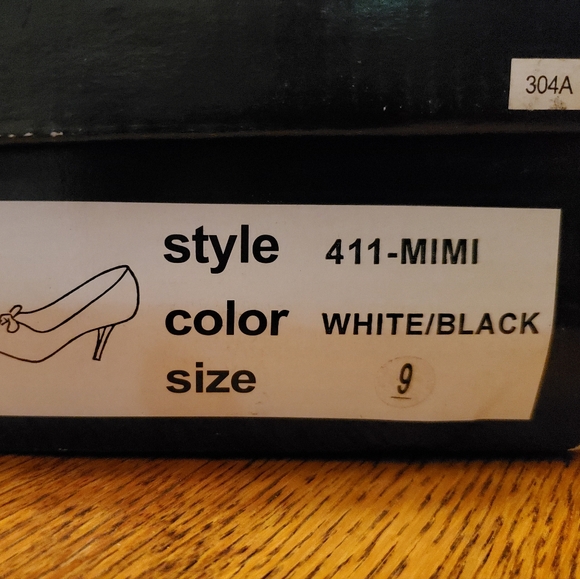 304A
style 411-MIMI
color WHITE/BLACK
size 9